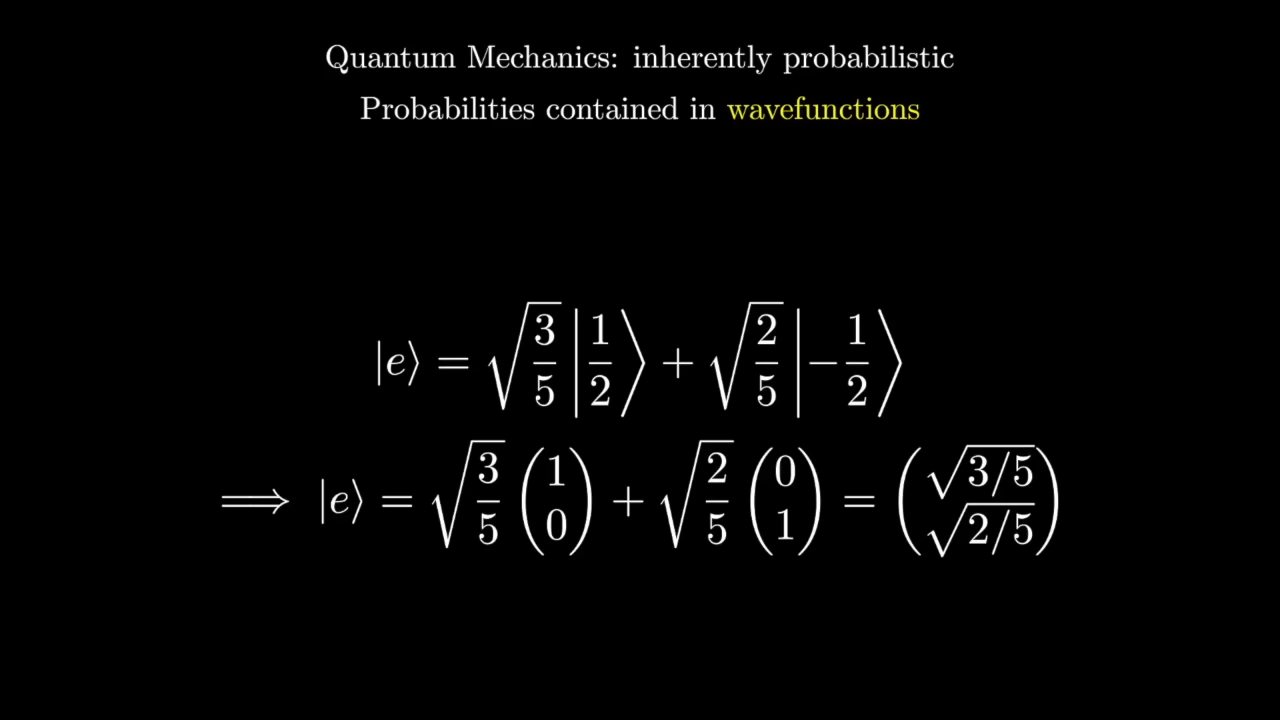 Quantum Mechanics: inherently probabilistic
Probabilities contained in wavefunctions
|e⟩ = √(3/5) |1/2⟩ + √(2/5) |−1/2⟩
⟹ |e⟩ = √(3/5) (1 0) + √(2/5) (0 1) = (√3/5 √2/5)